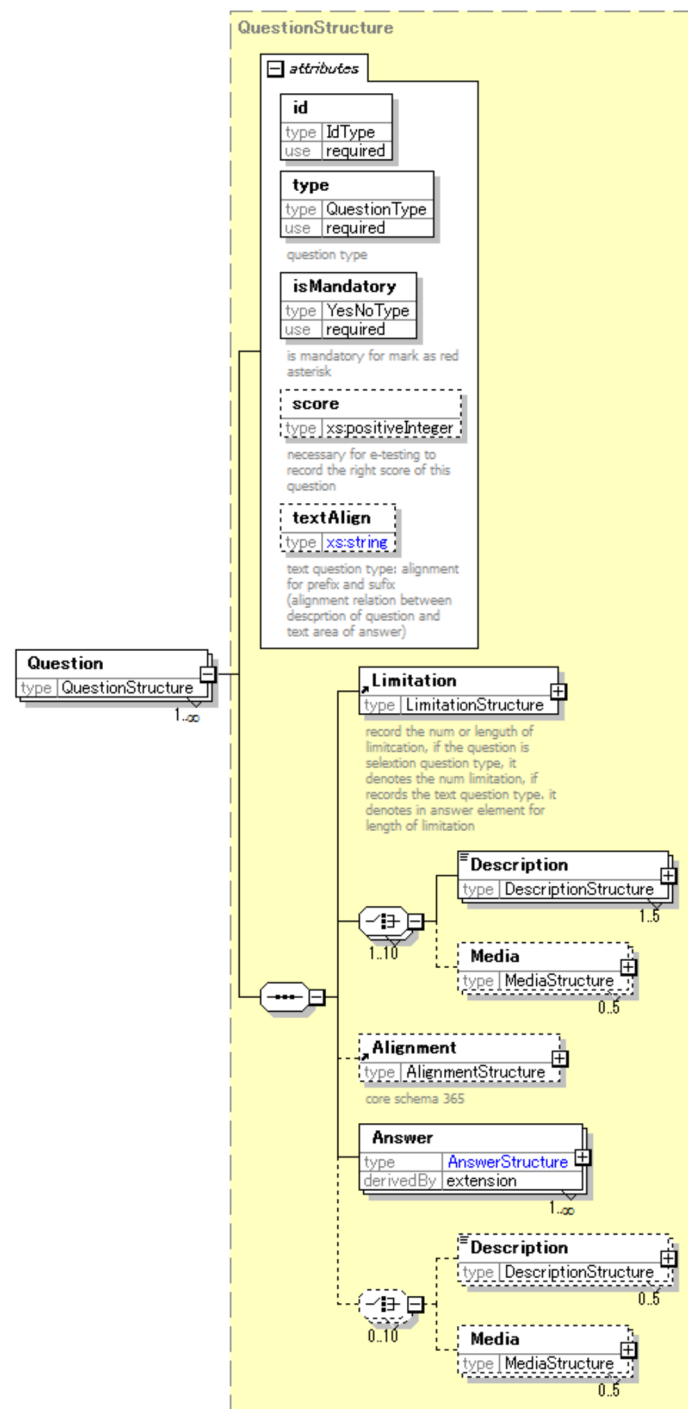 QuestionStructure
attributes
id
type IdType
use required
type
type QuestionType
use required
question type
isMandatory
type YesNoType
use required
is mandatory for mark as red
asterisk
score
type xs:positiveInteger
necessary for e-testing to
record the right score of this
question
textAlign
type xs:string
text question type: alignment
for prefix and sufix
(alignment relation between
descprtion of question and
text area of answer)
Question
type QuestionStructure
1..∞
Limitation
type LimitationStructure
record the num or lenguth of
limitcation, if the question is
selextion question type, it
denotes the num limitation, if
records the text question type. it
denotes in answer element for
length of limitation
Description
type DescriptionStructure
1..5
1..10
Media
type MediaStructure
0..5
Alignment
type AlignmentStructure
core schema 365
Answer
type AnswerStructure
derivedBy extension
1..∞
Description
type DescriptionStructure
0..5
0..10
Media
type MediaStructure
0..5